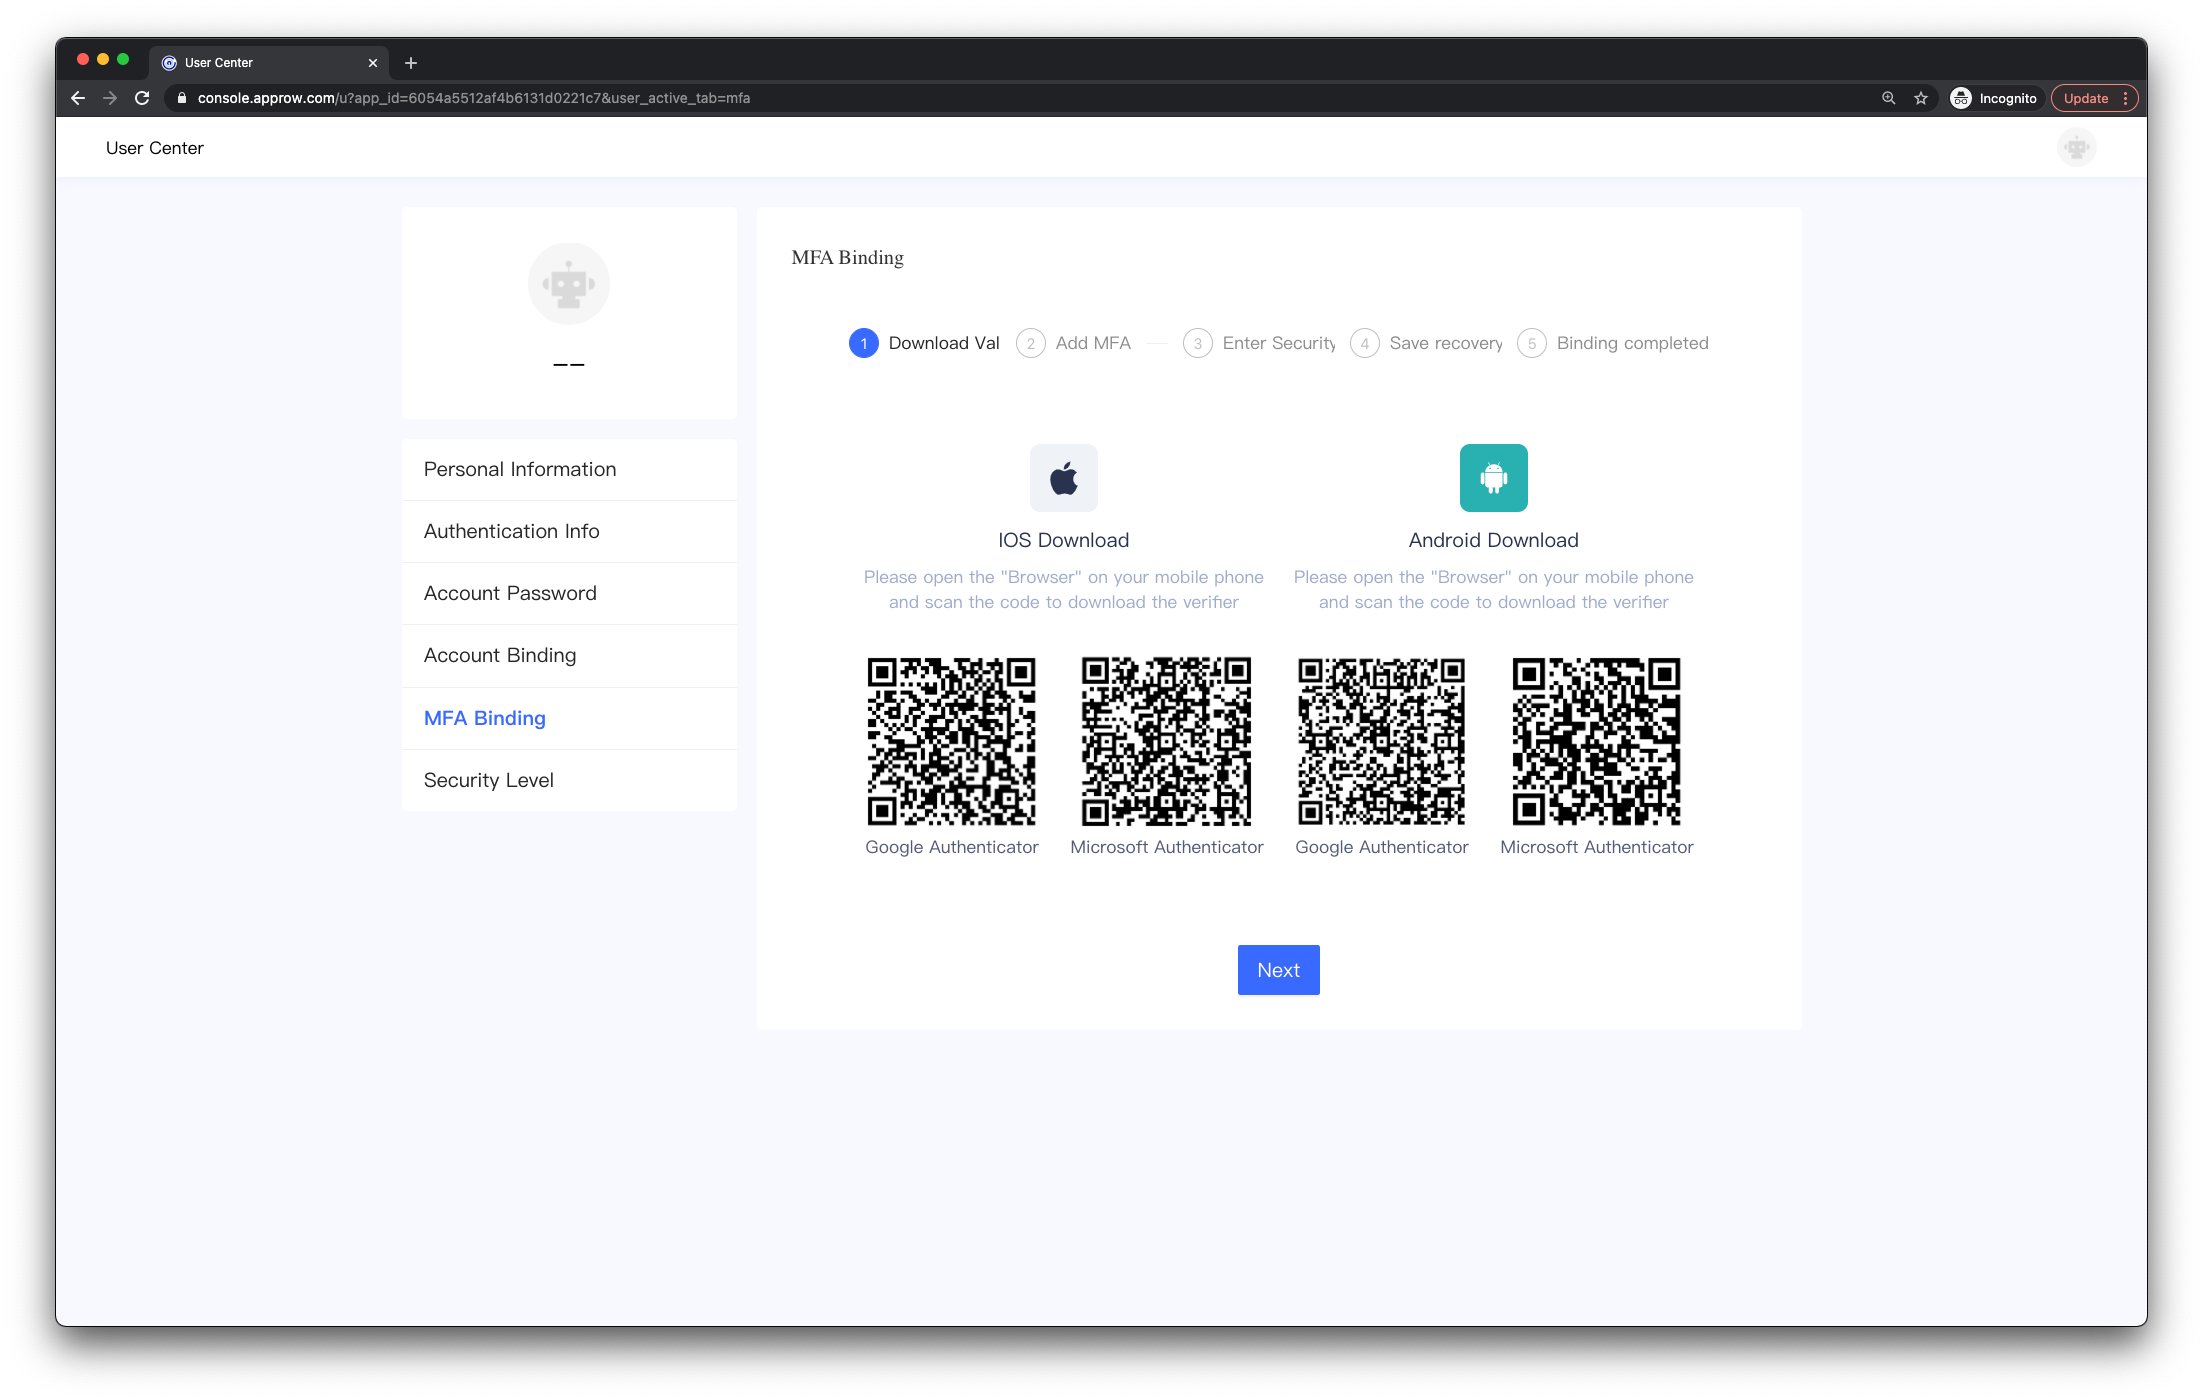 User Center
console.approw.com/u?app_id=6054a5512af4b6131d0221c7&user_active_tab=mfa
Incognito
Update
User Center
——
Personal Information
Authentication Info
Account Password
Account Binding
MFA Binding
Security Level
MFA Binding
1 Download Val
2 Add MFA
3 Enter Security
4 Save recovery
5 Binding completed
IOS Download
Please open the "Browser" on your mobile phone
and scan the code to download the verifier
Android Download
Please open the "Browser" on your mobile phone
and scan the code to download the verifier
Google Authenticator
Microsoft Authenticator
Google Authenticator
Microsoft Authenticator
Next